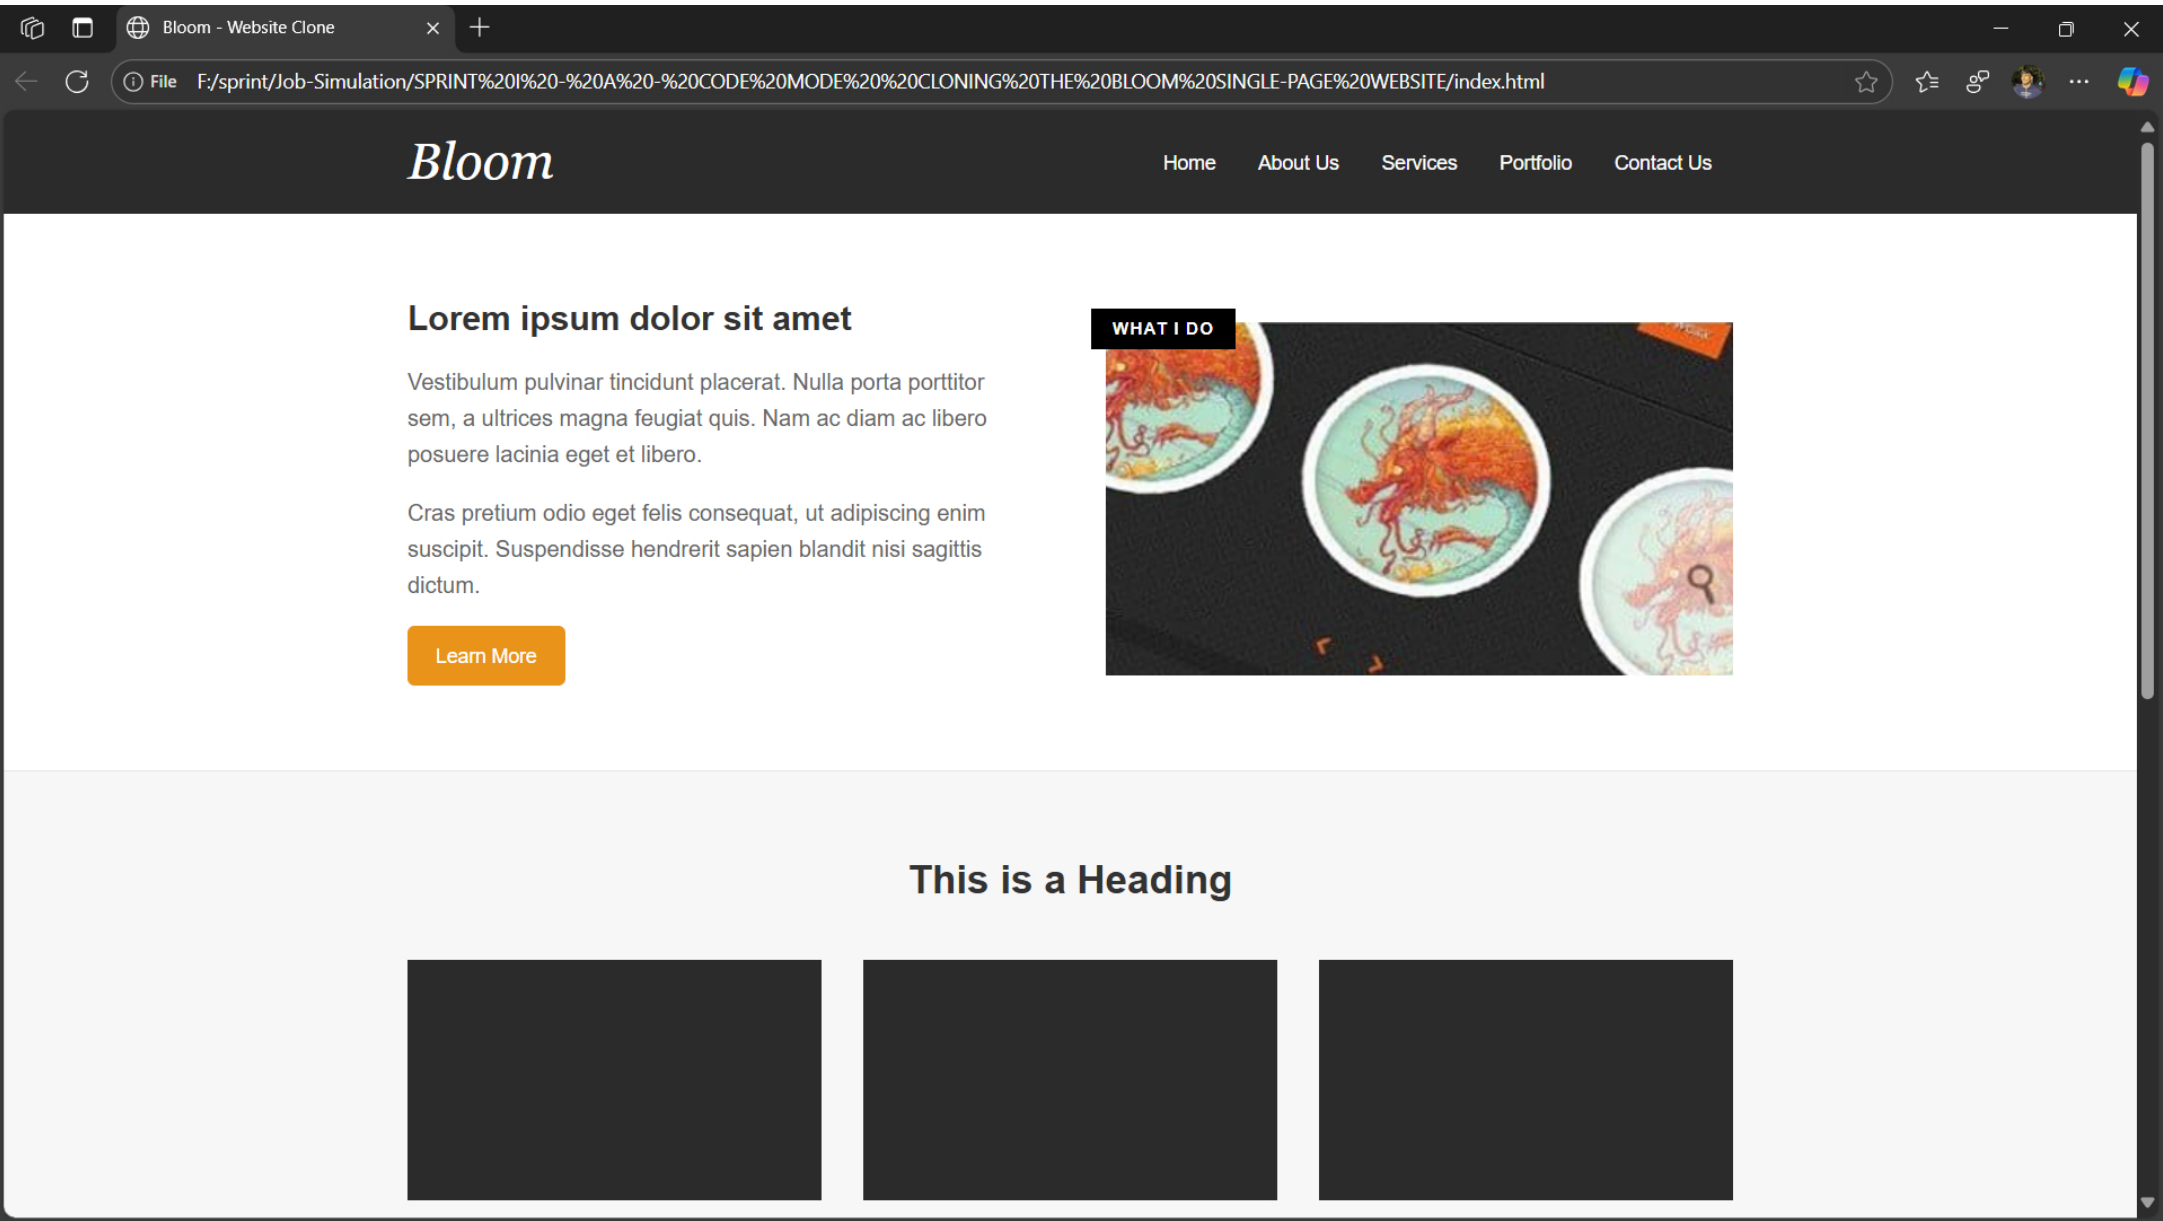 Bloom - Website Clone
File F:/sprint/Job-Simulation/SPRINT%20I%20-%20A%20-%20CODE%20MODE%20%20CLONING%20THE%20BLOOM%20SINGLE-PAGE%20WEBSITE/index.html
Bloom
Home About Us Services Portfolio Contact Us
Lorem ipsum dolor sit amet
Vestibulum pulvinar tincidunt placerat. Nulla porta porttitor
sem, a ultrices magna feugiat quis. Nam ac diam ac libero
posuere lacinia eget et libero.
Cras pretium odio eget felis consequat, ut adipiscing enim
suscipit. Suspendisse hendrerit sapien blandit nisi sagittis
dictum.
Learn More
WHAT I DO
This is a Heading